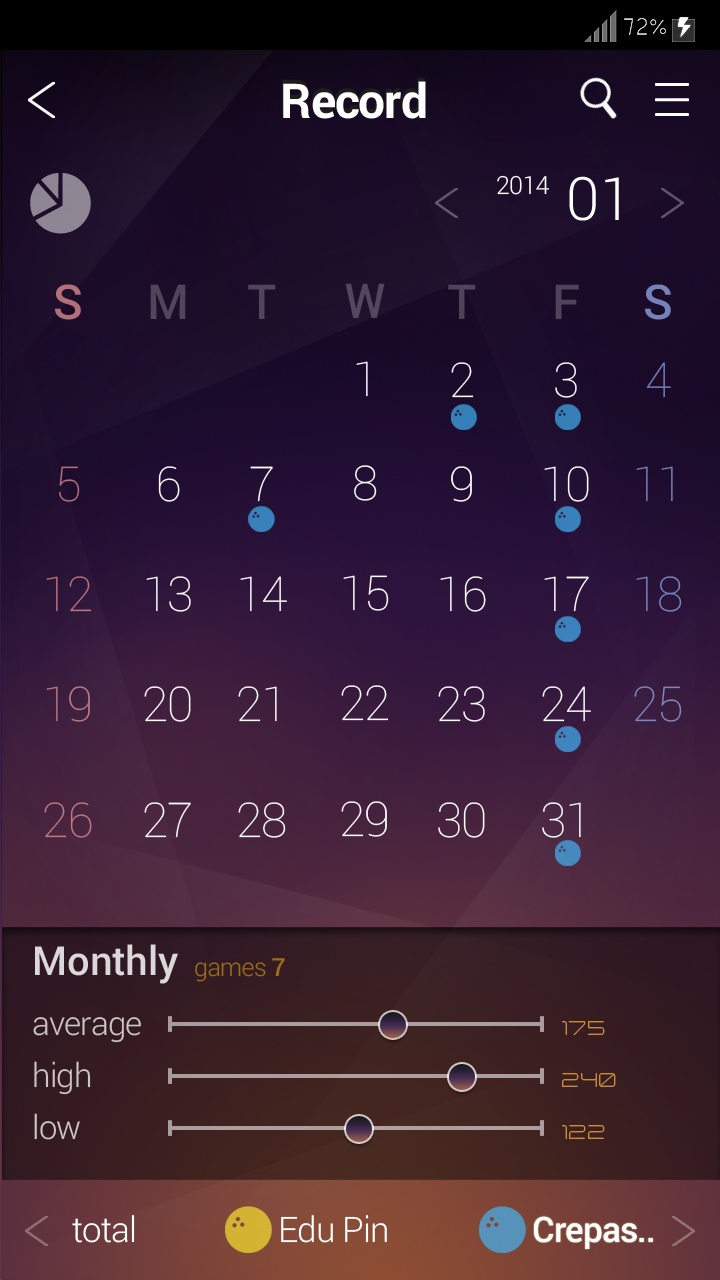 72%
Record
2014 01
S M T W T F S
1 2 3 4
5 6 7 8 9 10 11
12 13 14 15 16 17 18
19 20 21 22 23 24 25
26 27 28 29 30 31
Monthly games 7
average 175
high 240
low 122
total Edu Pin Crepas..